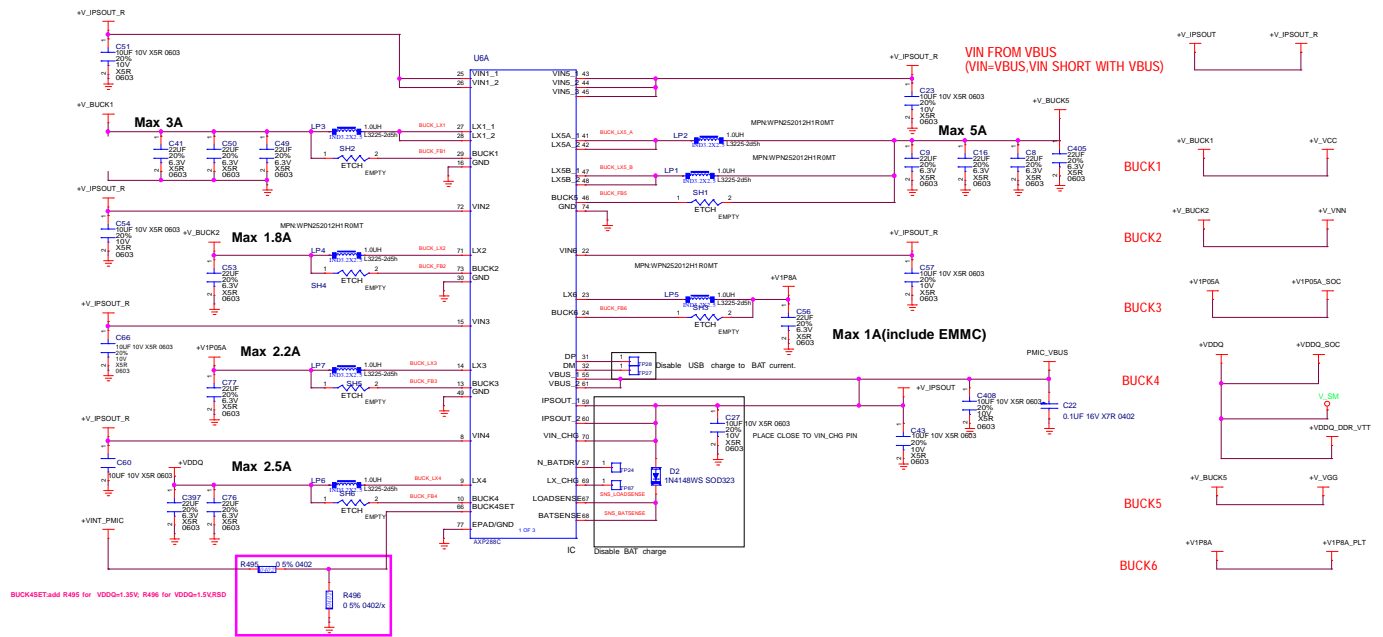 +V_IPSOUT_R
C51
10UF 10V X5R 0603
20%
10V
X5R
0603
+V_BUCK1
Max 3A
C41
22UF
20%
6.3V
X5R
0603
C50
22UF
20%
6.3V
X5R
0603
C49
22UF
20%
6.3V
X5R
0603
LP3
1.0UH
L3225-2d5h
BUCK_LX1
SH2
1
2
ETCH
EMPTY
BUCK_FB1
+V_IPSOUT_R
C54
10UF 10V X5R 0603
20%
10V
X5R
0603
MPN:WPN252012H1R0MT
+V_BUCK2
Max 1.8A
C53
22UF
20%
6.3V
X5R
0603
LP4
1.0UH
L3225-2d5h
BUCK_LX2
1
2
ETCH
SH4
EMPTY
BUCK_FB2
+V_IPSOUT_R
C66
10UF 10V X5R 0603
20%
10V
X5R
0603
+V1P05A
Max 2.2A
C77
22UF
20%
6.3V
X5R
0603
LP7
1.0UH
L3225-2d5h
BUCK_LX3
SH5
1
2
ETCH
EMPTY
BUCK_FB3
+V_IPSOUT_R
C60
10UF 10V X5R 0603
+VDDQ
Max 2.5A
C397
22UF
20%
6.3V
X5R
0603
C76
22UF
20%
6.3V
X5R
0603
LP6
1.0UH
L3225-2d5h
BUCK_LX4
SH6
1
2
ETCH
EMPTY
BUCK_FB4
+VINT_PMIC
R495
0 5% 0402
R496
0 5% 0402/x
BUCK4SET:add R495 for VDDQ=1.35V; R496 for VDDQ=1.5V,RSD
U6A
25 VIN1_1
26 VIN1_2
27 LX1_1
28 LX1_2
29 BUCK1
16 GND
72 VIN2
71 LX2
73 BUCK2
30 GND
15 VIN3
14 LX3
13 BUCK3
49 GND
8 VIN4
9 LX4
10 BUCK4
66 BUCK4SET
77 EPAD/GND
1 OF 3
AXP288C
IC
VIN5_1 43
VIN5_2 44
VIN5_3 45
LX5A_1 41
LX5A_2 42
LX5B_1 47
LX5B_2 48
BUCK5 46
GND 74
VIN6 22
LX6 23
BUCK6 24
DP 31
DM 32
VBUS_1 55
VBUS_2 61
IPSOUT_1 59
IPSOUT_2 60
VIN_CHG 70
N_BATDRV 57
LX_CHG 69
LOADSENSE 67
BATSENSE 68
+V_IPSOUT_R
C23
10UF 10V X5R 0603
20%
10V
X5R
0603
MPN:WPN252012H1R0MT
BUCK_LX5_A
LP2
1.0UH
L3225-2d5h
MPN:WPN252012H1R0MT
BUCK_LX5_B
LP1
1.0UH
L3225-2d5h
BUCK_FB5
SH1
1
2
ETCH
EMPTY
Max 5A
+V_BUCK5
C9
22UF
20%
6.3V
X5R
0603
C16
22UF
20%
6.3V
X5R
0603
C8
22UF
20%
6.3V
X5R
0603
C405
22UF
20%
6.3V
X5R
0603
+V_IPSOUT_R
C57
10UF 10V X5R 0603
20%
10V
X5R
0603
MPN:WPN252012H1R0MT
LP5
1.0UH
L3225-2d5h
SH3
1
2
ETCH
EMPTY
BUCK_FB6
+V1P8A
C56
22UF
20%
6.3V
X5R
0603
Max 1A(include EMMC)
1 TP28
1 TP27
Disable USB charge to BAT current.
C27
10UF 10V X5R 0603
20%
10V
X5R
0603
PLACE CLOSE TO VIN_CHG PIN
1 TP24
1 TP87
D2
1N4148WS SOD323
SNS_LOADSENSE
SNS_BATSENSE
Disable BAT charge
+V_IPSOUT
C43
10UF 10V X5R 0603
20%
10V
X5R
0603
C408
10UF 10V X5R 0603
20%
10V
X5R
0603
PMIC_VBUS
C22
0.1UF 16V X7R 0402
VIN FROM VBUS
(VIN=VBUS,VIN SHORT WITH VBUS)
+V_IPSOUT
+V_IPSOUT_R
BUCK1
+V_BUCK1
+V_VCC
BUCK2
+V_BUCK2
+V_VNN
BUCK3
+V1P05A
+V1P05A_SOC
BUCK4
+VDDQ
+VDDQ_SOC
V_SM
+VDDQ_DDR_VTT
BUCK5
+V_BUCK5
+V_VGG
BUCK6
+V1P8A
+V1P8A_PLT